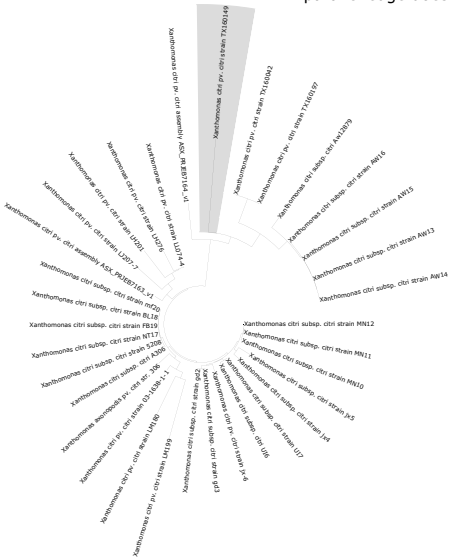 Xanthomonas citri pv. citri strain TX160149
Xanthomonas citri pv. citri strain TX160042
Xanthomonas citri pv. citri strain TX160197
Xanthomonas citri subsp. citri Aw12879
Xanthomonas citri subsp. citri strain AW16
Xanthomonas citri subsp. citri strain AW15
Xanthomonas citri subsp. citri strain AW13
Xanthomonas citri subsp. citri strain AW14
Xanthomonas citri subsp. citri strain MN12
Xanthomonas citri subsp. citri strain MN11
Xanthomonas citri subsp. citri strain MN10
Xanthomonas citri subsp. citri strain jx5
Xanthomonas citri subsp. citri strain jx4
Xanthomonas citri subsp. citri strain UI7
Xanthomonas citri subsp. citri UI6
Xanthomonas citri pv. citri strain jx-6
Xanthomonas citri subsp. citri strain gd3
Xanthomonas citri subsp. citri strain gd2
Xanthomonas citri pv. citri strain LM199
Xanthomonas citri pv. citri strain LM180
Xanthomonas citri pv. citri strain 03-1638-1-1
Xanthomonas axonopodis pv. citri str. 306
Xanthomonas citri subsp. citri A306
Xanthomonas citri subsp. citri strain 5208
Xanthomonas citri subsp. citri strain NT17
Xanthomonas citri subsp. citri strain FB19
Xanthomonas citri subsp. citri strain BL18
Xanthomonas citri subsp. citri strain mf20
Xanthomonas citri pv. citri assembly ASX_PRJEB7163_v1
Xanthomonas citri pv. citri strain LJ207-7
Xanthomonas citri pv. citri strain LH201
Xanthomonas citri pv. citri strain LH276
Xanthomonas citri pv. citri strain LL074-4
Xanthomonas citri pv. citri assembly ASX_PRJEB7164_v1